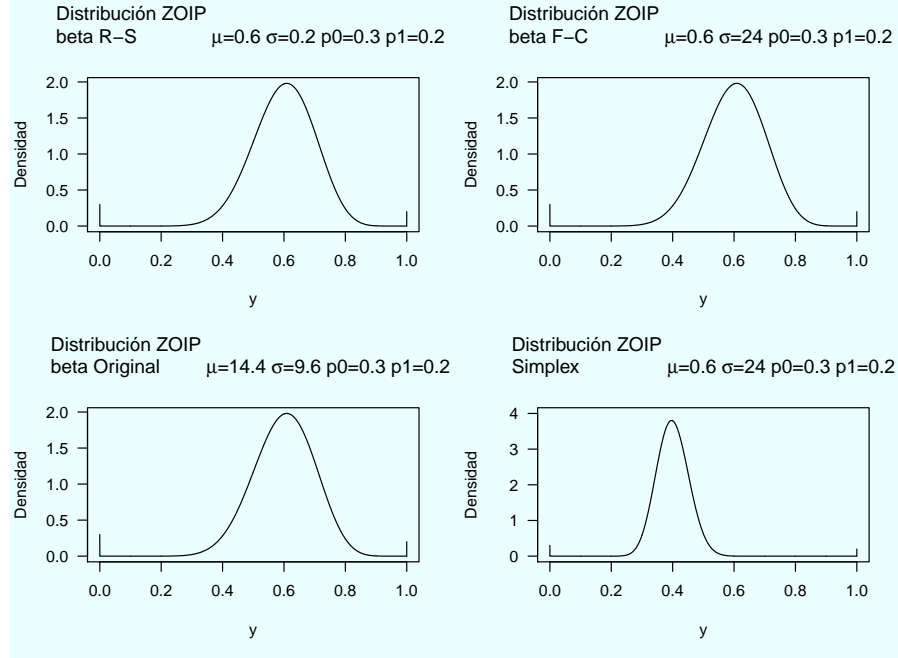 Distribución ZOIP
beta R−S μ=0.6 σ=0.2 p0=0.3 p1=0.2
Densidad
2.0
1.5
1.0
0.5
0.0
0.0 0.2 0.4 0.6 0.8 1.0
y
Distribución ZOIP
beta F−C μ=0.6 σ=24 p0=0.3 p1=0.2
Densidad
2.0
1.5
1.0
0.5
0.0
0.0 0.2 0.4 0.6 0.8 1.0
y
Distribución ZOIP
beta Original μ=14.4 σ=9.6 p0=0.3 p1=0.2
Densidad
2.0
1.5
1.0
0.5
0.0
0.0 0.2 0.4 0.6 0.8 1.0
y
Distribución ZOIP
Simplex μ=0.6 σ=24 p0=0.3 p1=0.2
Densidad
4
3
2
1
0
0.0 0.2 0.4 0.6 0.8 1.0
y